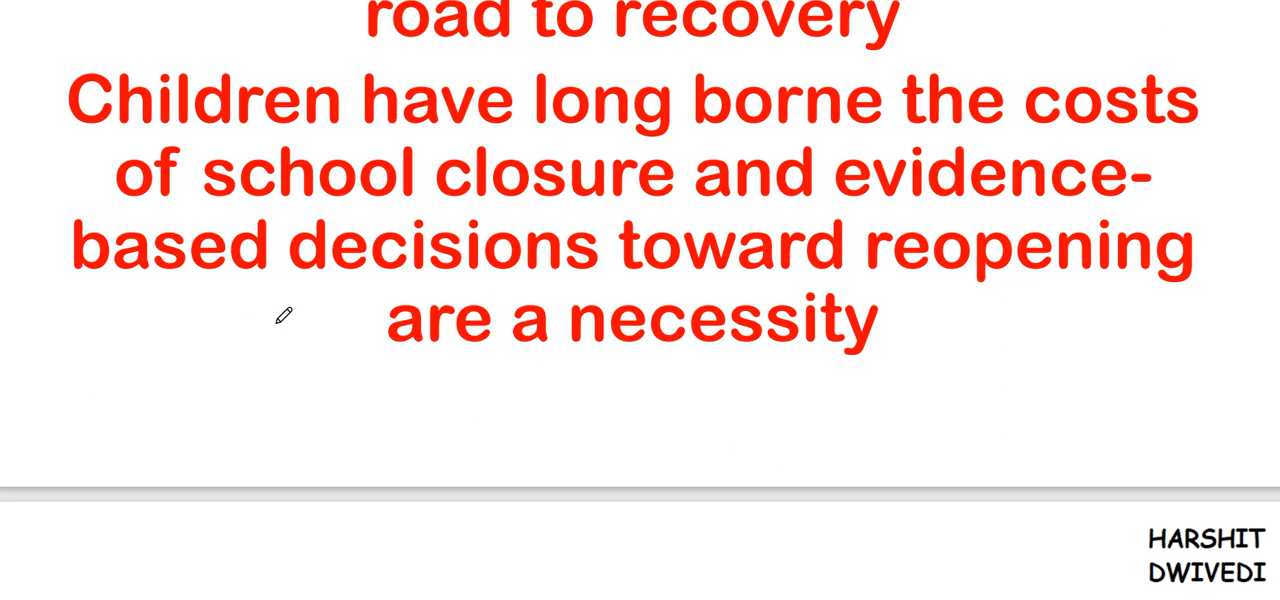 road to recovery
Children have long borne the costs
of school closure and evidence-
based decisions toward reopening
are a necessity
HARSHIT
DWIVEDI